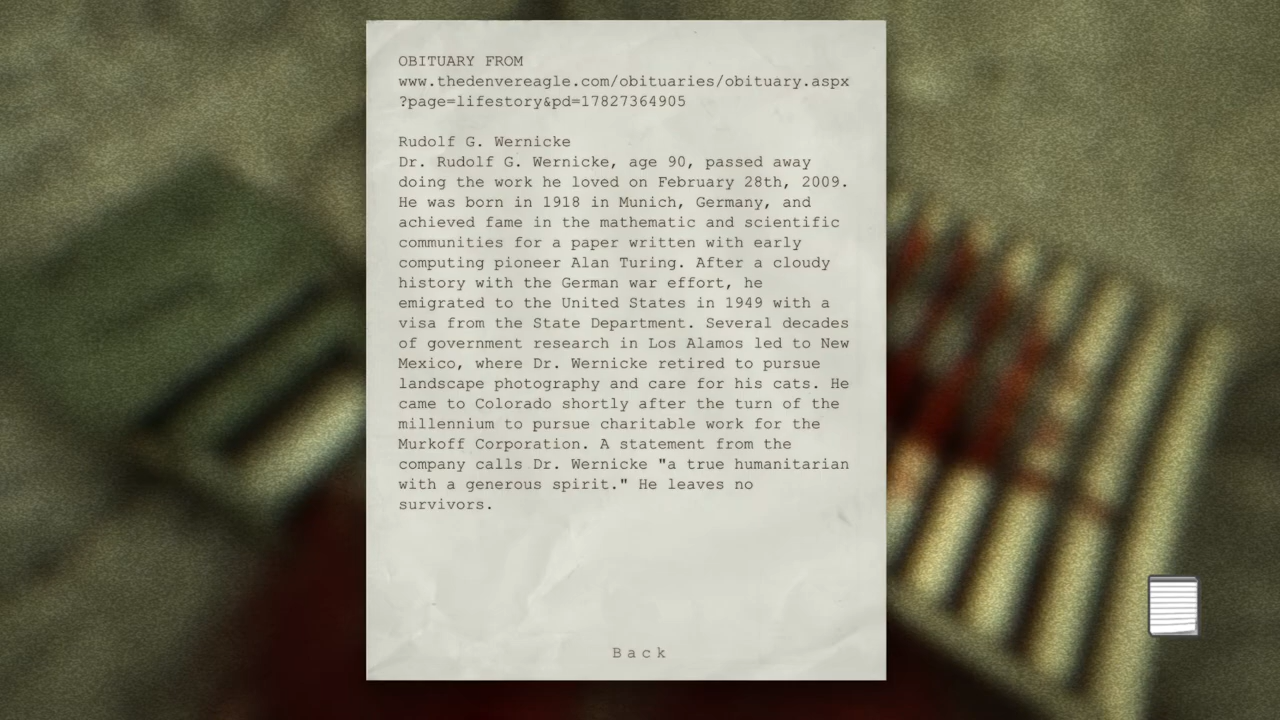 OBITUARY FROM
www.thedenvereagle.com/obituaries/obituary.aspx
?page=lifestory&pd=17827364905
Rudolf G. Wernicke
Dr. Rudolf G. Wernicke, age 90, passed away
doing the work he loved on February 28th, 2009.
He was born in 1918 in Munich, Germany, and
achieved fame in the mathematic and scientific
communities for a paper written with early
computing pioneer Alan Turing. After a cloudy
history with the German war effort, he
emigrated to the United States in 1949 with a
visa from the State Department. Several decades
of government research in Los Alamos led to New
Mexico, where Dr. Wernicke retired to pursue
landscape photography and care for his cats. He
came to Colorado shortly after the turn of the
millennium to pursue charitable work for the
Murkoff Corporation. A statement from the
company calls Dr. Wernicke "a true humanitarian
with a generous spirit." He leaves no
survivors.
Back